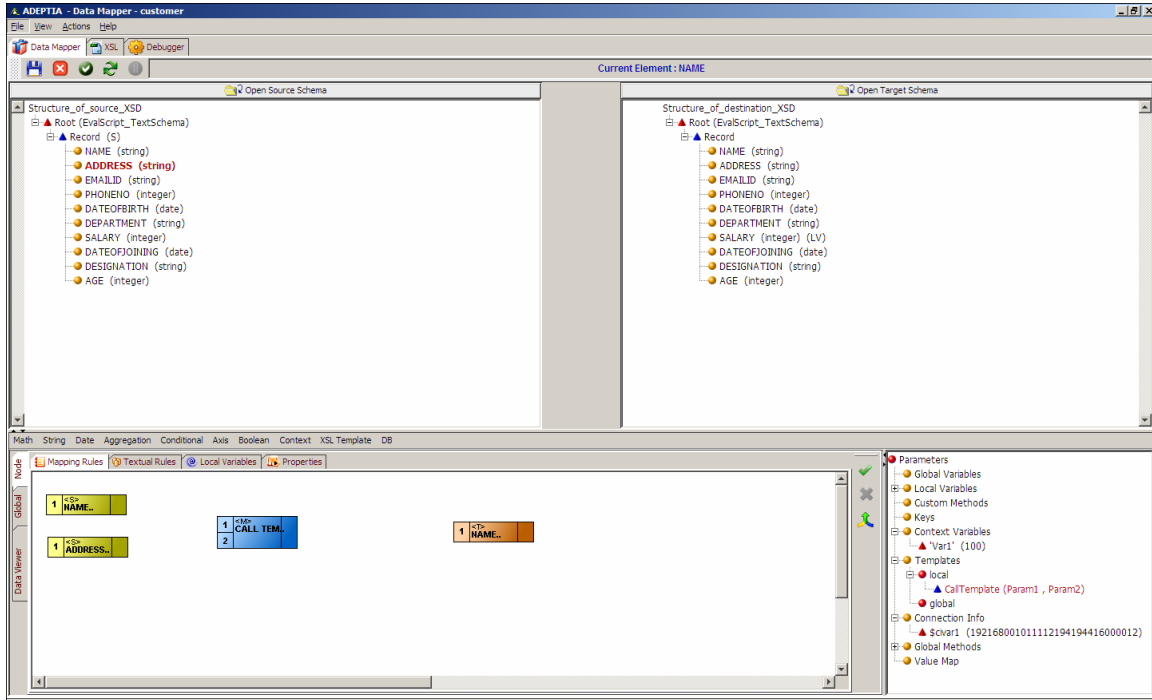 ADEPTIA - Data Mapper - customer
File View Actions Help
Data Mapper XSL Debugger
Current Element : NAME
Open Source Schema
Structure_of_source_XSD
Root (EvalScript_TextSchema)
Record (S)
NAME (string)
ADDRESS (string)
EMAILID (string)
PHONENO (integer)
DATEOFBIRTH (date)
DEPARTMENT (string)
SALARY (integer)
DATEOFJOINING (date)
DESIGNATION (string)
AGE (integer)
Open Target Schema
Structure_of_destination_XSD
Root (EvalScript_TextSchema)
Record
NAME (string)
ADDRESS (string)
EMAILID (string)
PHONENO (integer)
DATEOFBIRTH (date)
DEPARTMENT (string)
SALARY (integer) (LV)
DATEOFJOINING (date)
DESIGNATION (string)
AGE (integer)
Math String Date Aggregation Conditional Axis Boolean Context XSL Template DB
Node
Global
Data Viewer
Mapping Rules Textual Rules Local Variables Properties
1 <S> NAME..
1 <S> ADDRESS..
1 <M> CALL TEM..
2
1 <T> NAME..
Parameters
Global Variables
Local Variables
Custom Methods
Keys
Context Variables
'Var1' (100)
Templates
local
CallTemplate (Param1 , Param2)
global
Connection Info
$civar1 (192168001011112194194416000012)
Global Methods
Value Map